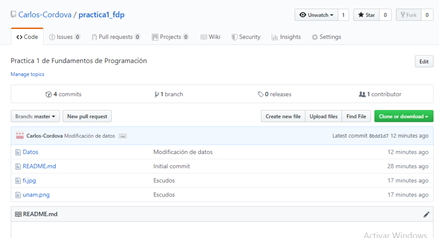 Carlos-Cordova / practica1_fdp
Unwatch 1 Star 0 Fork 0
Code Issues 0 Pull requests 0 Projects 0 Wiki Security Insights Settings
Practica 1 de Fundamentos de Programación Edit
Manage topics
4 commits 1 branch 0 releases 1 contributor
Branch: master New pull request Create new file Upload files Find File Clone or download
Carlos-Cordova Modificación de datos ... Latest commit 12 minutes ago
Datos Modificación de datos 12 minutes ago
README.md Initial commit 28 minutes ago
fi.jpg Escudos 17 minutes ago
unam.png Escudos 17 minutes ago
README.md
Activar Windows